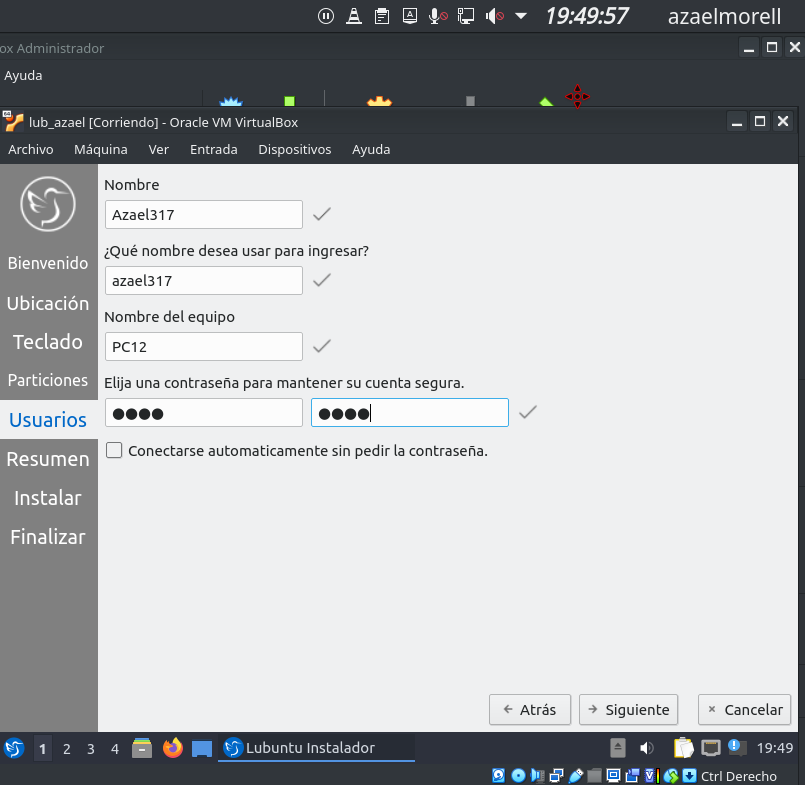 19:49:57 azaelmorell
ox Administrador
Ayuda
lub_azael [Corriendo] - Oracle VM VirtualBox
Archivo Máquina Ver Entrada Dispositivos Ayuda
Nombre
Azael317
¿Qué nombre desea usar para ingresar?
azael317
Nombre del equipo
PC12
Elija una contraseña para mantener su cuenta segura.
Conectarse automaticamente sin pedir la contraseña.
Bienvenido
Ubicación
Teclado
Particiones
Usuarios
Resumen
Instalar
Finalizar
Atrás Siguiente Cancelar
1 2 3 4 Lubuntu Instalador 19:49
Ctrl Derecho